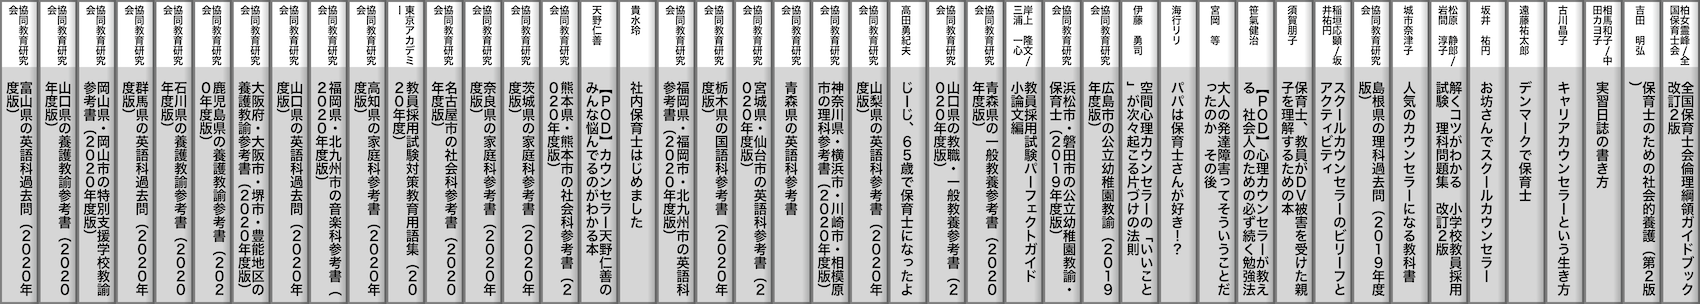 柏女霊峰/全
国保育士会
全国保育士会倫理綱領ガイドブック
改訂2版
吉田 明弘
保育士のための社会的養護(第2版
)
相馬和子/中
田カヨ子
実習日誌の書き方
古川晶子
キャリアカウンセラーという生き方
遠藤祐太郎
デンマークで保育士
坂井 祐円
お坊さんでスクールカウンセラー
松原 静郎/
岩間 淳子
解くコツがわかる 小学校教員採用
試験 理科問題集 改訂2版
城市奈津子
人気のカウンセラーになる教科書
協同教育研究
会
島根県の理科過去問(2019年度
版)
稲垣応顕/坂
井祐円
スクールカウンセラーのビリーフと
アクティビティ
須賀朋子
保育士、教員がDV被害を受けた親
子を理解するための本
笹氣健治
【POD】心理カウンセラーが教え
る 社会人のための必ず続く勉強法
宮岡 等
大人の発達障害ってそういうことだ
ったのか その後
海行リリ
パパは保育士さんが好き!?
伊藤 勇司
空間心理カウンセラーの「いいこと
」が次々起こる片づけの法則
協同教育研究
会
広島市の公立幼稚園教諭(2019
年度版)
協同教育研究
会
浜松市・磐田市の公立幼稚園教諭・
保育士(2019年度版)
岸上 隆文/
三浦 一心
教員採用試験パーフェクトガイド
小論文編
協同教育研究
会
青森県の一般教養参考書(2020
年度版)
協同教育研究
会
山口県の教職・一般教養参考書(2
020年度版)
高田勇紀夫
じーじ、65歳で保育士になったよ
協同教育研究
会
山梨県の英語科参考書(2020年
度版)
協同教育研究
会
神奈川県・横浜市・川崎市・相模原
市の理科参考書(2020年度版)
協同教育研究
会
青森県の英語科参考書
協同教育研究
会
宮城県・仙台市の英語科参考書(2
020年度版)
協同教育研究
会
栃木県の国語科参考書(2020年
度版)
協同教育研究
会
福岡県・福岡市・北九州市の英語科
参考書(2020年度版)
貴水玲
社内保育士はじめました
天野仁善
【POD】カウンセラー天野仁善の
みんな悩んでるのがわかる本
協同教育研究
会
熊本県・熊本市の社会科参考書(2
020年度版)
協同教育研究
会
茨城県の家庭科参考書(2020年
度版)
協同教育研究
会
奈良県の家庭科参考書(2020年
度版)
協同教育研究
会
名古屋市の社会科参考書(2020
年度版)
東京アカデミ
ー
教員採用試験対策教育用語集(20
20年度)
協同教育研究
会
高知県の家庭科参考書(2020年
度版)
協同教育研究
会
福岡県・北九州市の音楽科参考書(
2020年度版)
協同教育研究
会
山口県の英語科過去問(2020年
度版)
協同教育研究
会
大阪府・大阪市・堺市・豊能地区の
養護教諭参考書(2020年度版)
協同教育研究
会
鹿児島県の養護教諭参考書(202
0年度版)
協同教育研究
会
石川県の養護教諭参考書(2020
年度版)
協同教育研究
会
群馬県の英語科過去問(2020年
度版)
協同教育研究
会
岡山県・岡山市の特別支援学校教諭
参考書(2020年度版)
協同教育研究
会
山口県の養護教諭参考書(2020
年度版)
協同教育研究
会
富山県の英語科過去問(2020年
度版)